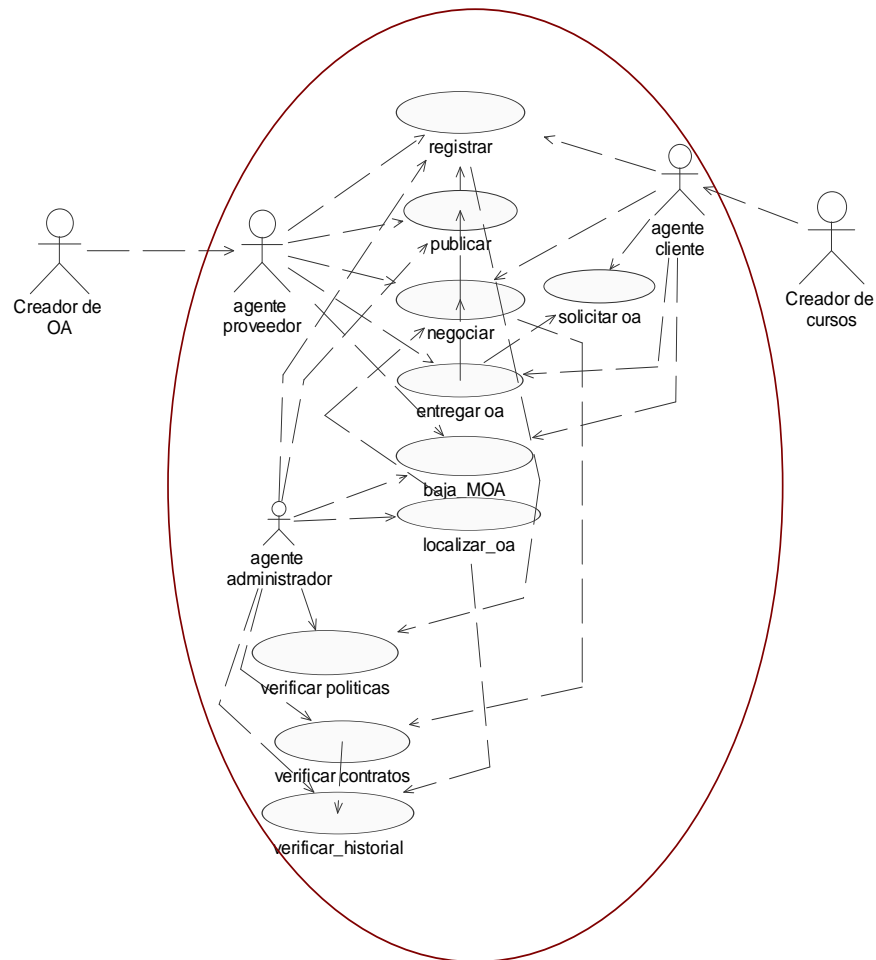 registrar
publicar
agente
cliente
Creador de
OA
agente
proveedor
negociar
solicitar oa
Creador de
cursos
entregar oa
baja_MOA
localizar_oa
agente
administrador
verificar politicas
verificar contratos
verificar_historial